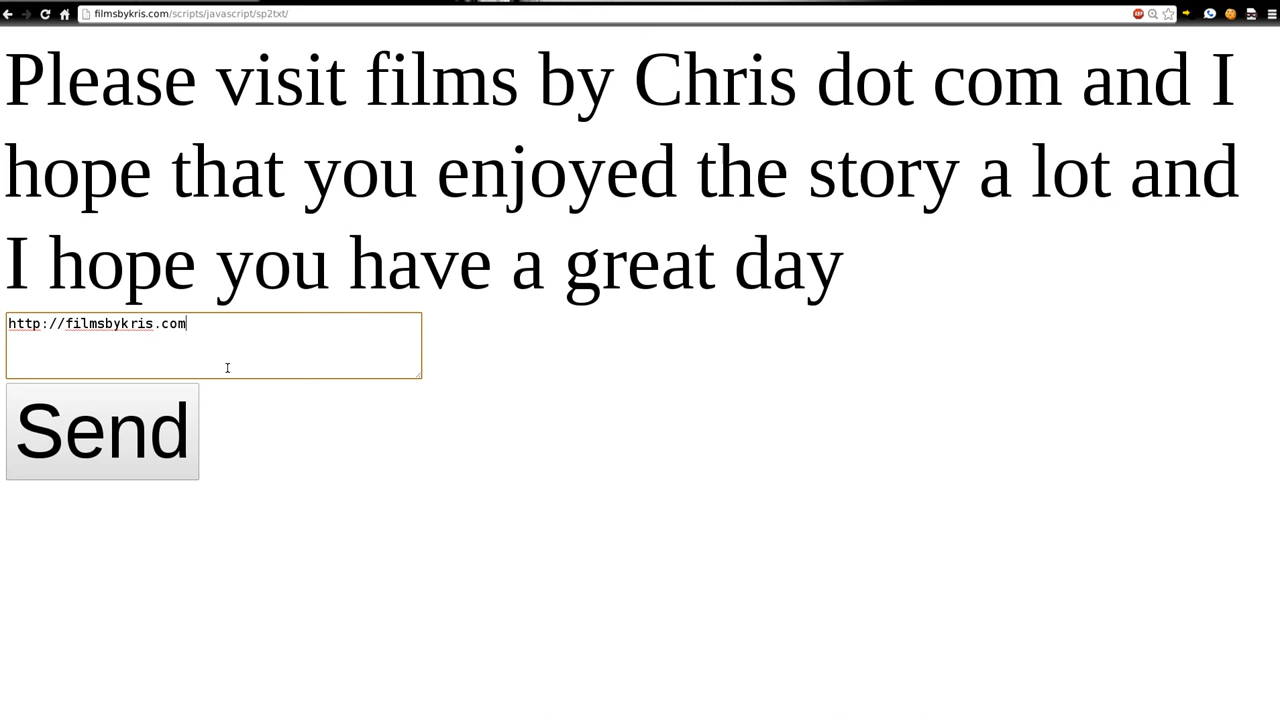 filmsbykris.com/scripts/javascript/sp2txt/
Please visit films by Chris dot com and I
hope that you enjoyed the story a lot and
I hope you have a great day
http://filmsbykris.com
Send